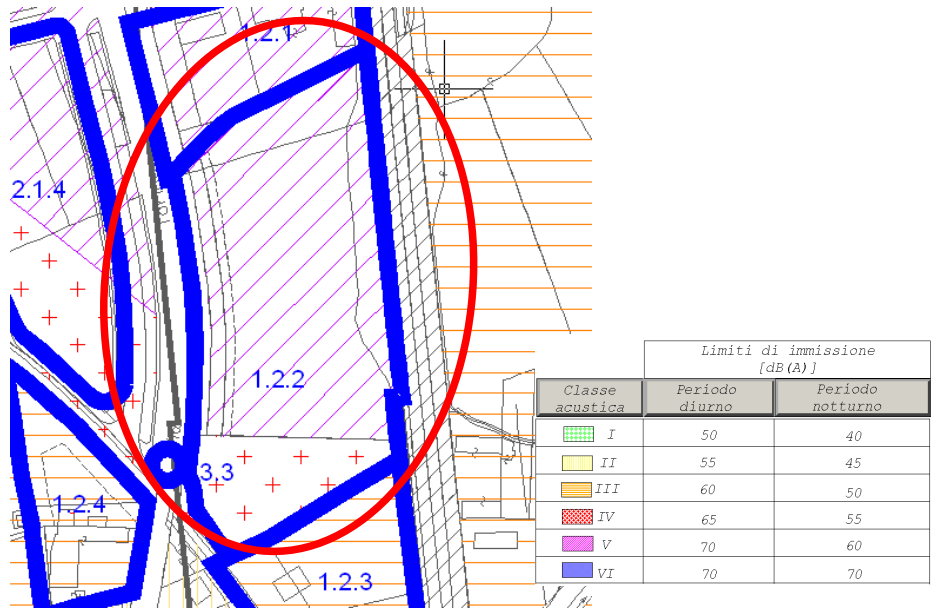 1.2.1
2.1.4
1.2.2
3,3
1.2.4
1.2.3
Limiti di immissione
[dB(A)]
Classe acustica Periodo diurno Periodo notturno
I 50 40
II 55 45
III 60 50
IV 65 55
V 70 60
VI 70 70